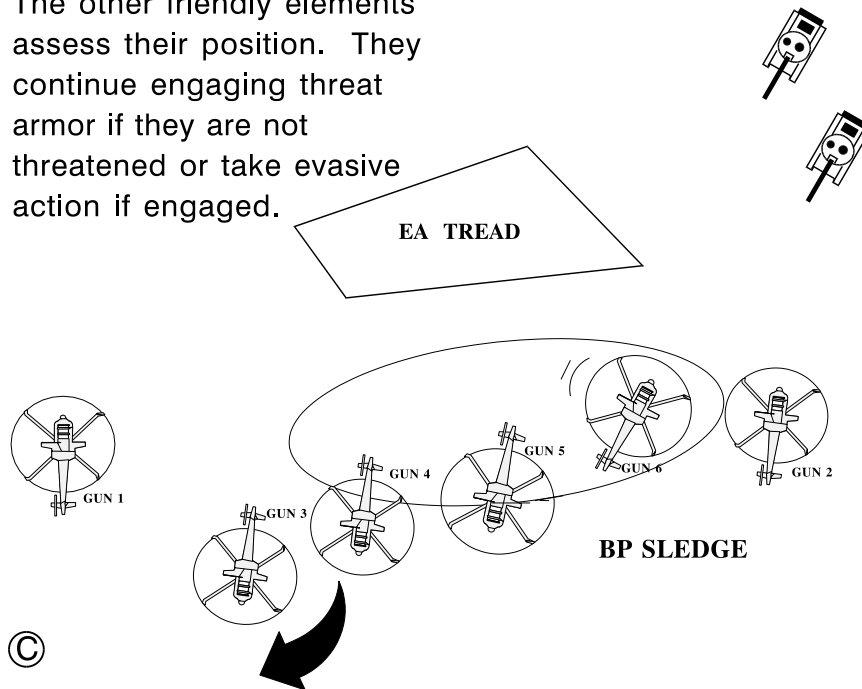 The other friendly elements
assess their position. They
continue engaging threat
armor if they are not
threatened or take evasive
action if engaged.
EA TREAD
GUN 1
GUN 3
GUN 4
GUN 5
GUN 6
GUN 2
BP SLEDGE
©